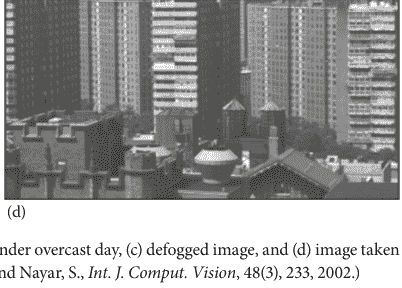 (d)
nder overcast day, (c) defogged image, and (d) image taken
nd Nayar, S., Int. J. Comput. Vision, 48(3), 233, 2002.)